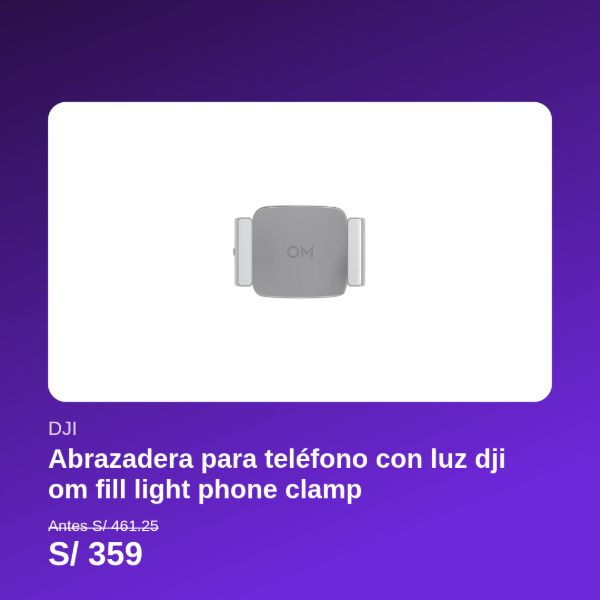 OM
DJI
Abrazadera para teléfono con luz dji
om fill light phone clamp
Antes S/ 461.25
S/ 359